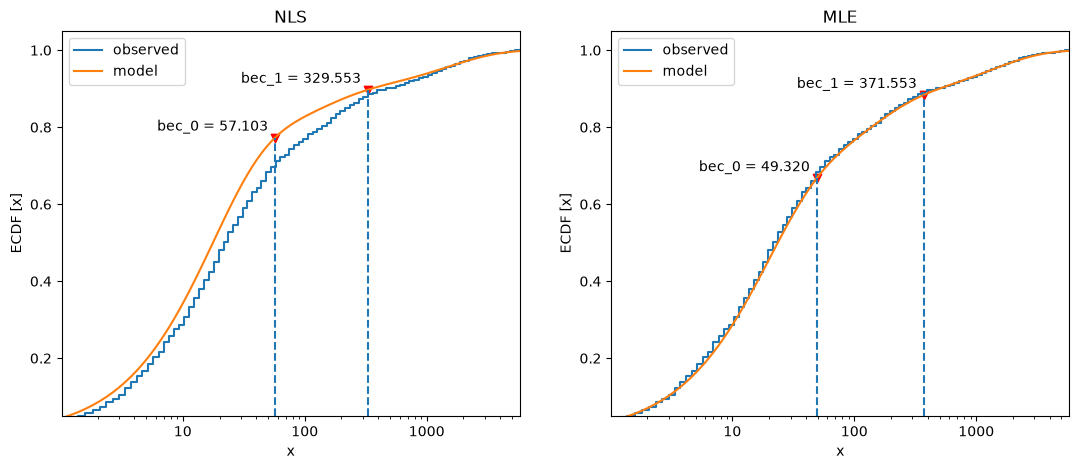 NLS
observed
model
bec_1 = 329.553
bec_0 = 57.103
1.0
0.8
0.6
0.4
0.2
ECDF [x]
10
100
1000
x
MLE
observed
model
bec_1 = 371.553
bec_0 = 49.320
1.0
0.8
0.6
0.4
0.2
ECDF [x]
10
100
1000
x